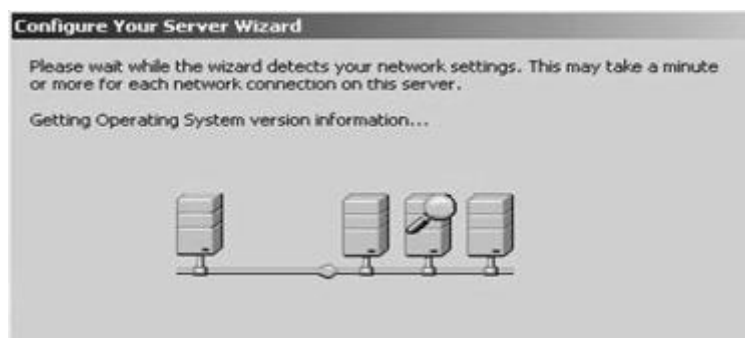 Configure Your Server Wizard
Please wait while the wizard detects your network settings. This may take a minute
or more for each network connection on this server.
Getting Operating System version information...